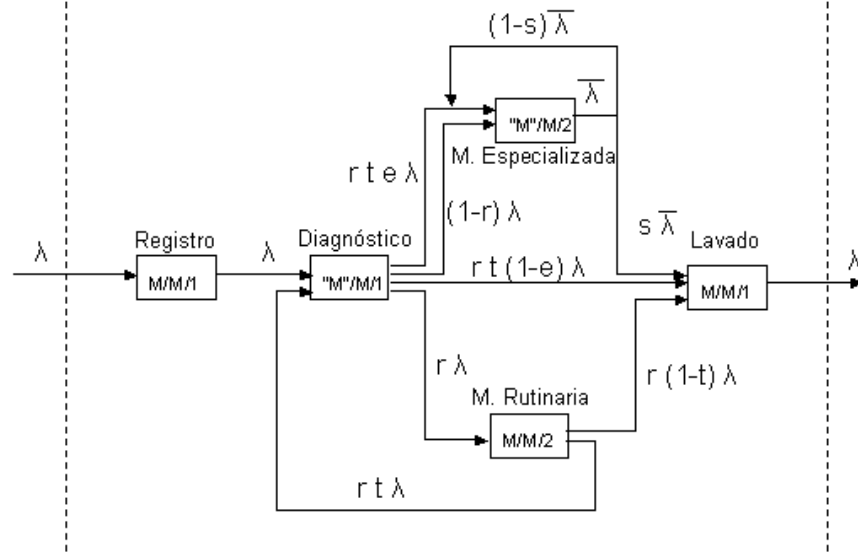 (1-s) λ̅
λ̅
"M"/M/2
M. Especializada
r t e λ
(1-r) λ
s λ̅
Registro
Diagnóstico
Lavado
λ
λ
r t (1-e) λ
λ
M/M/1
"M"/M/1
M/M/1
r λ
r (1-t) λ
M. Rutinaria
M/M/2
r t λ